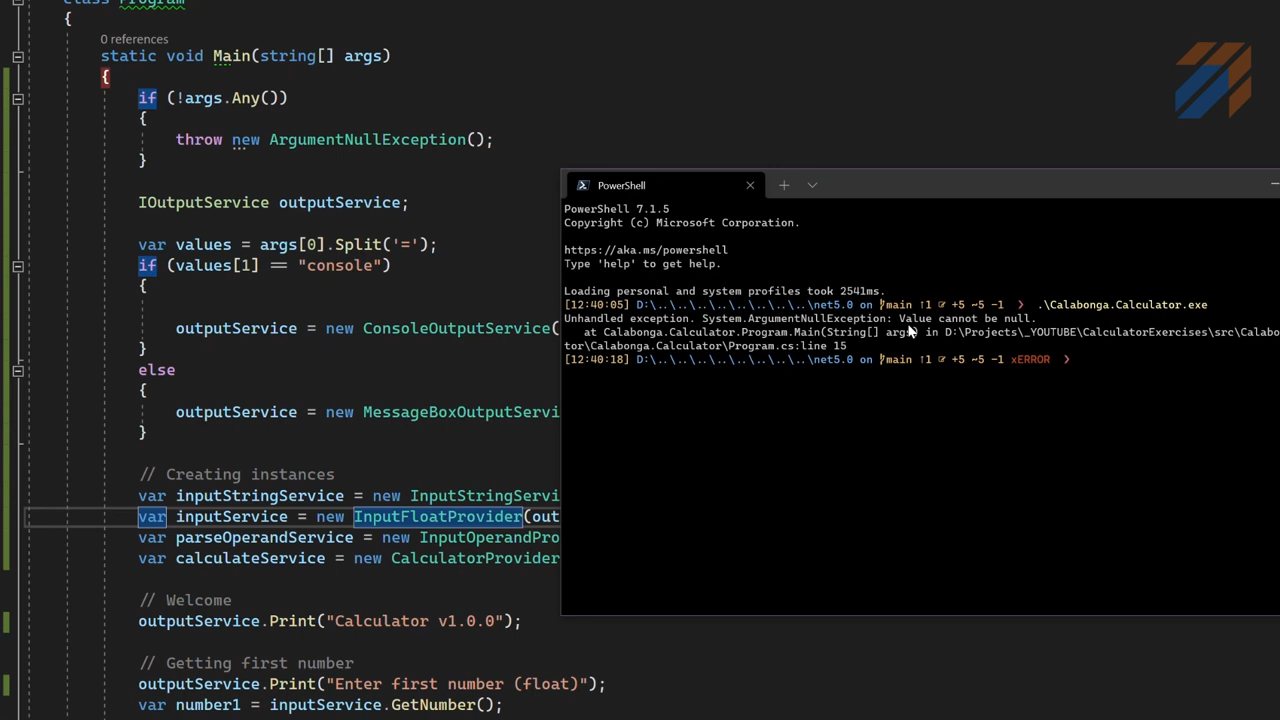 class Program
{
0 references
static void Main(string[] args)
{
if (!args.Any())
{
throw new ArgumentNullException();
}
IOutputService outputService;
var values = args[0].Split('=');
if (values[1] == "console")
{
outputService = new ConsoleOutputService(
}
else
{
outputService = new MessageBoxOutputServi
}
// Creating instances
var inputStringService = new InputStringServi
var inputService = new InputFloatProvider(out
var parseOperandService = new InputOperandPro
var calculateService = new CalculatorProvider
// Welcome
outputService.Print("Calculator v1.0.0");
// Getting first number
outputService.Print("Enter first number (float)");
var number1 = inputService.GetNumber();
PowerShell
PowerShell 7.1.5
Copyright (c) Microsoft Corporation.
https://aka.ms/powershell
Type 'help' to get help.
Loading personal and system profiles took 2541ms.
[12:40:05] D:\..\..\..\..\..\..\..\net5.0 on main ↑1 +5 ~5 -1 ❯ .\Calabonga.Calculator.exe
Unhandled exception. System.ArgumentNullException: Value cannot be null.
at Calabonga.Calculator.Program.Main(String[] args) in D:\Projects\_YOUTUBE\CalculatorExercises\src\Calabo
tor\Calabonga.Calculator\Program.cs:line 15
[12:40:18] D:\..\..\..\..\..\..\..\net5.0 on main ↑1 +5 ~5 -1 xERROR ❯